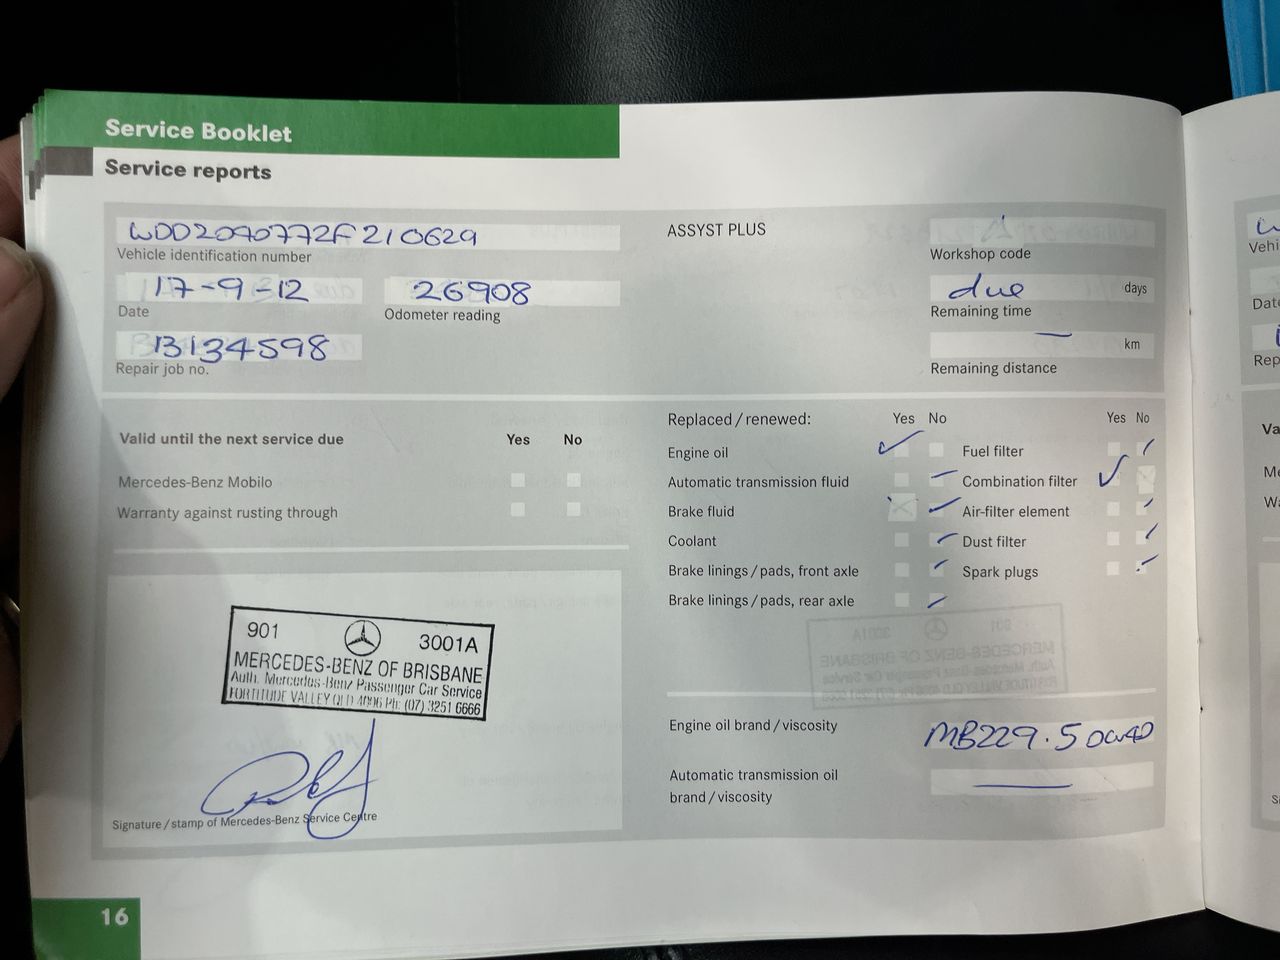 Service Booklet
Service reports
WDD2040772F210629
Vehicle identification number
17-9-12 26908
Date Odometer reading
13134598
Repair job no.
ASSYST PLUS
Workshop code
due days
Remaining time
— km
Remaining distance
Valid until the next service due Yes No
Mercedes-Benz Mobilo
Warranty against rusting through
Replaced / renewed: Yes No Yes No
Engine oil Fuel filter
Automatic transmission fluid Combination filter
Brake fluid Air-filter element
Coolant Dust filter
Brake linings / pads, front axle Spark plugs
Brake linings / pads, rear axle
901 3001A
MERCEDES-BENZ OF BRISBANE
Auth. Mercedes-Benz Passenger Car Service
FORTITUDE VALLEY QLD 4006 Ph: (07) 3251 6666
Signature / stamp of Mercedes-Benz Service Centre
Engine oil brand / viscosity MB229.5 0W40
Automatic transmission oil
brand / viscosity
16